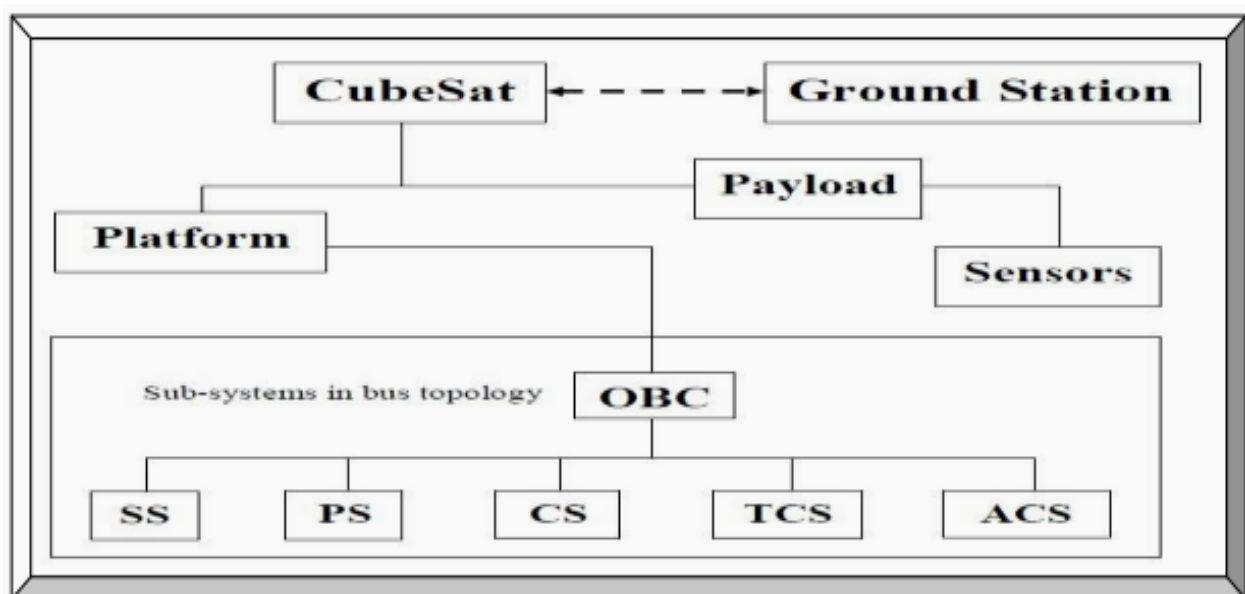 CubeSat
Ground Station
Payload
Platform
Sensors
Sub-systems in bus topology
OBC
SS
PS
CS
TCS
ACS